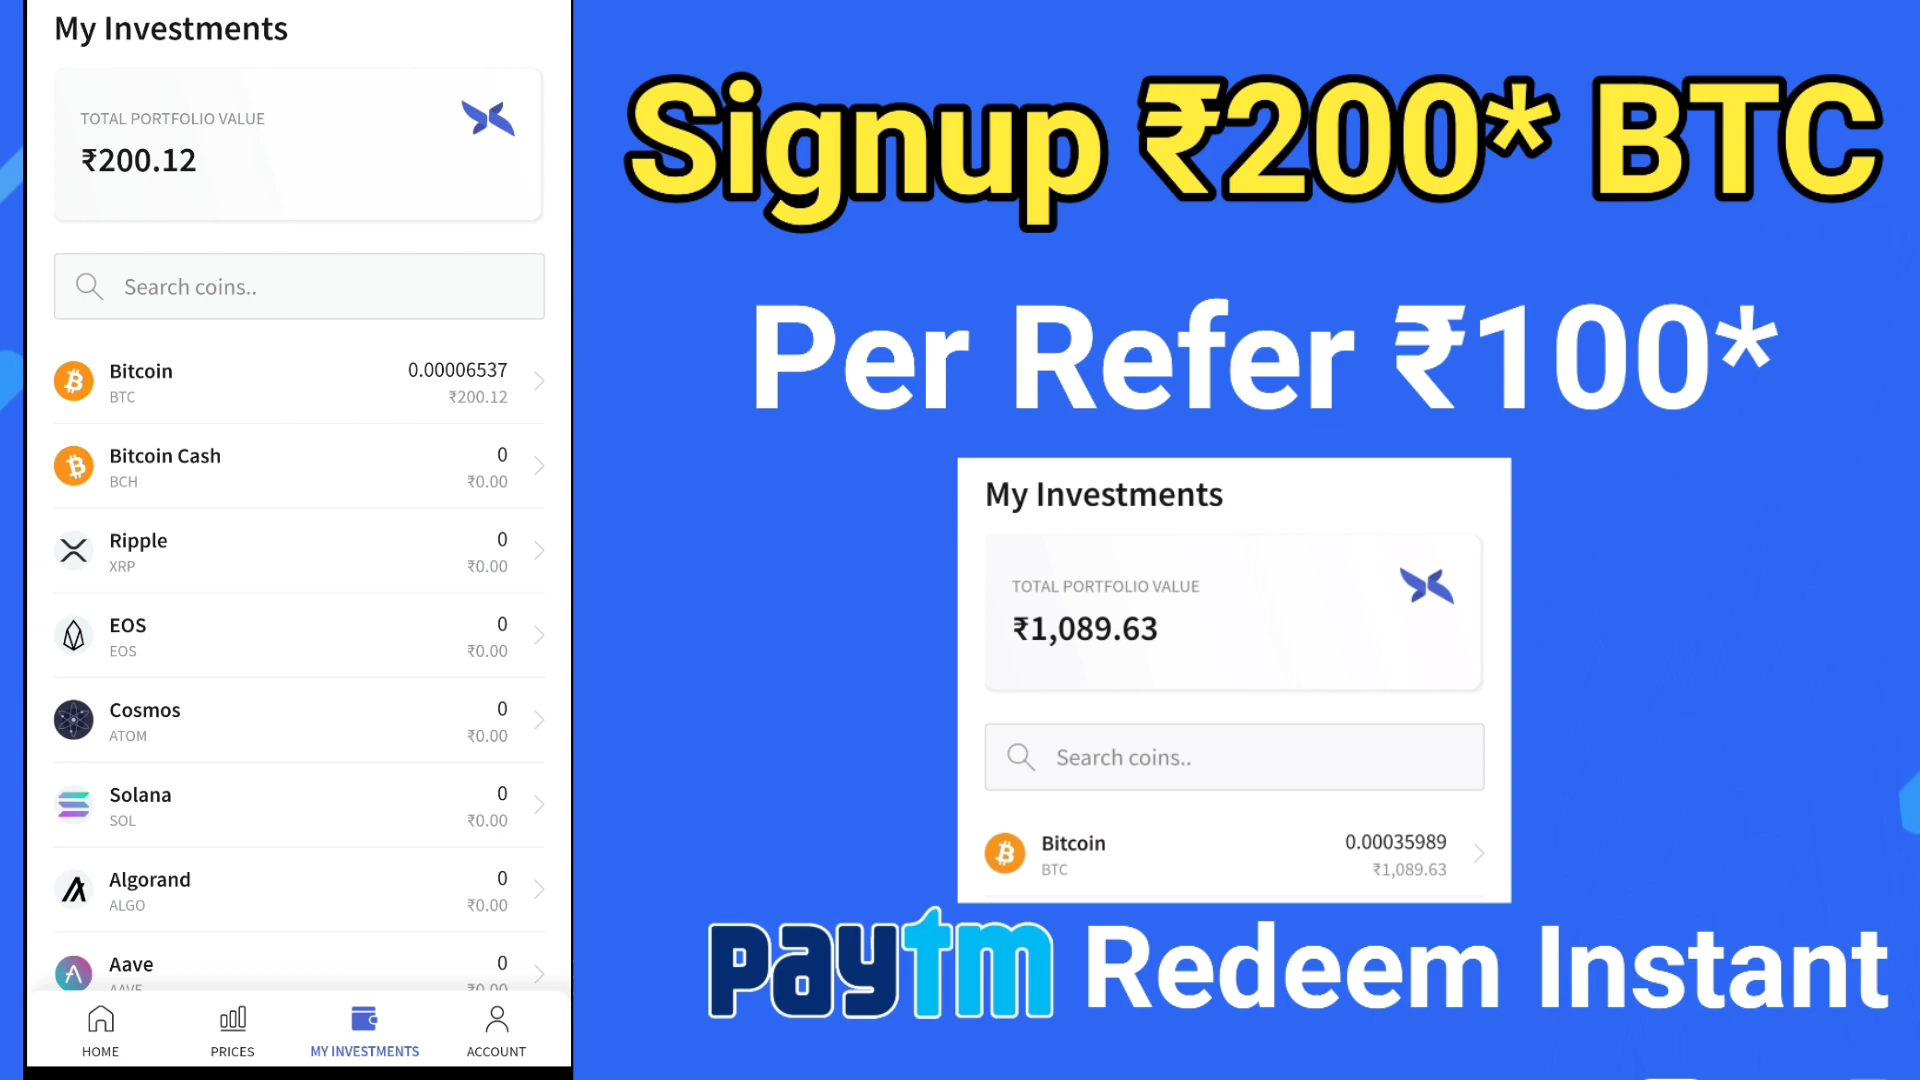 My Investments
TOTAL PORTFOLIO VALUE
₹200.12
Search coins..
Bitcoin 0.00006537
BTC ₹200.12
Bitcoin Cash 0
BCH ₹0.00
Ripple 0
XRP ₹0.00
EOS 0
EOS ₹0.00
Cosmos 0
ATOM ₹0.00
Solana 0
SOL ₹0.00
Algorand 0
ALGO ₹0.00
Aave 0
AAVE ₹0.00
HOME PRICES MY INVESTMENTS ACCOUNT
Signup ₹200* BTC
Per Refer ₹100*
My Investments
TOTAL PORTFOLIO VALUE
₹1,089.63
Search coins..
Bitcoin 0.00035989
BTC ₹1,089.63
paytm Redeem Instant